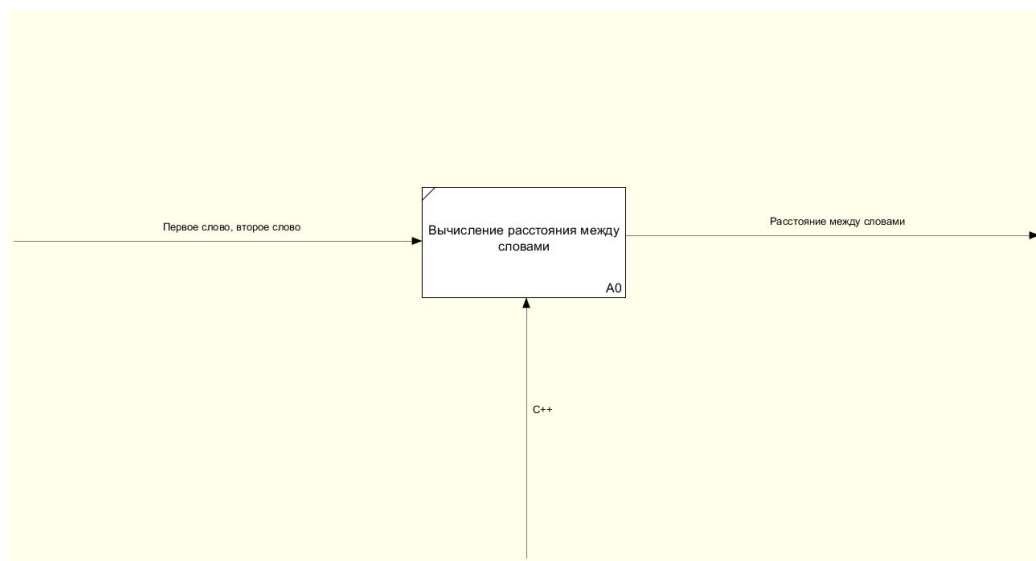 Первое слово, второе слово
Расстояние между словами
Вычисление расстояния между
словами
A0
C++